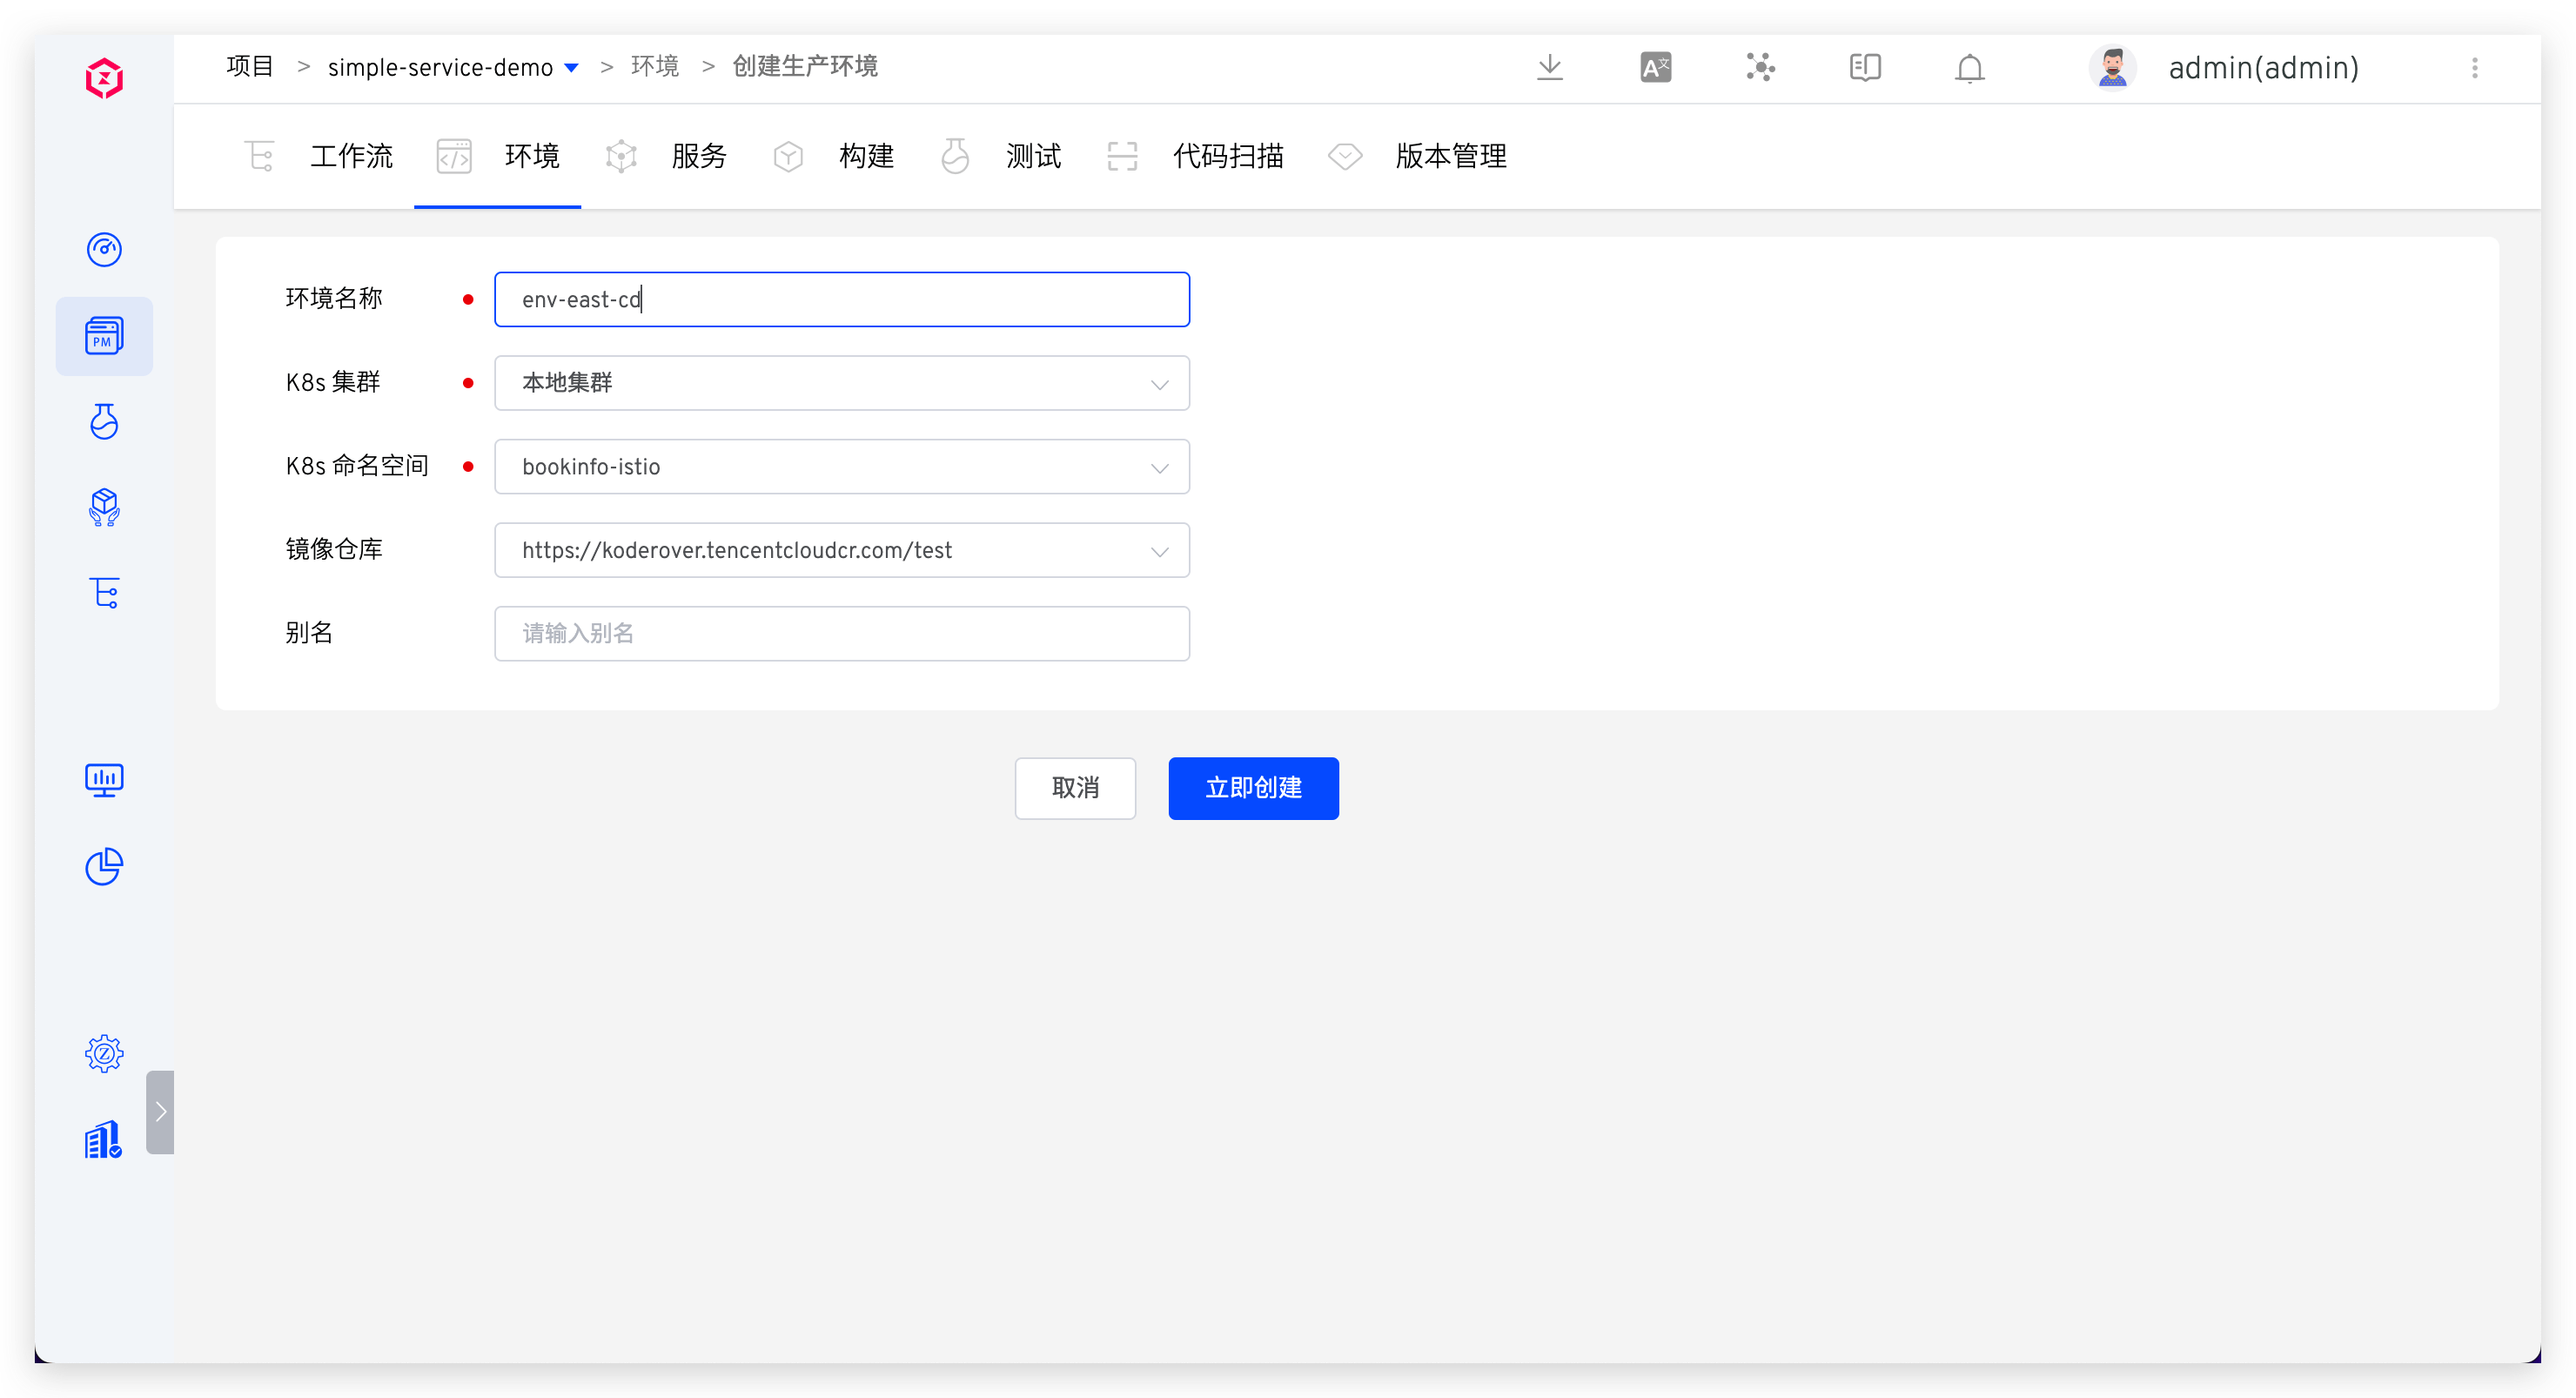 项目 > simple-service-demo > 环境 > 创建生产环境
admin(admin)
工作流 环境 服务 构建 测试 代码扫描 版本管理
PM
环境名称 env-east-cd
K8s 集群 本地集群
K8s 命名空间 bookinfo-istio
镜像仓库 https://koderover.tencentcloudcr.com/test
别名 请输入别名
取消 立即创建